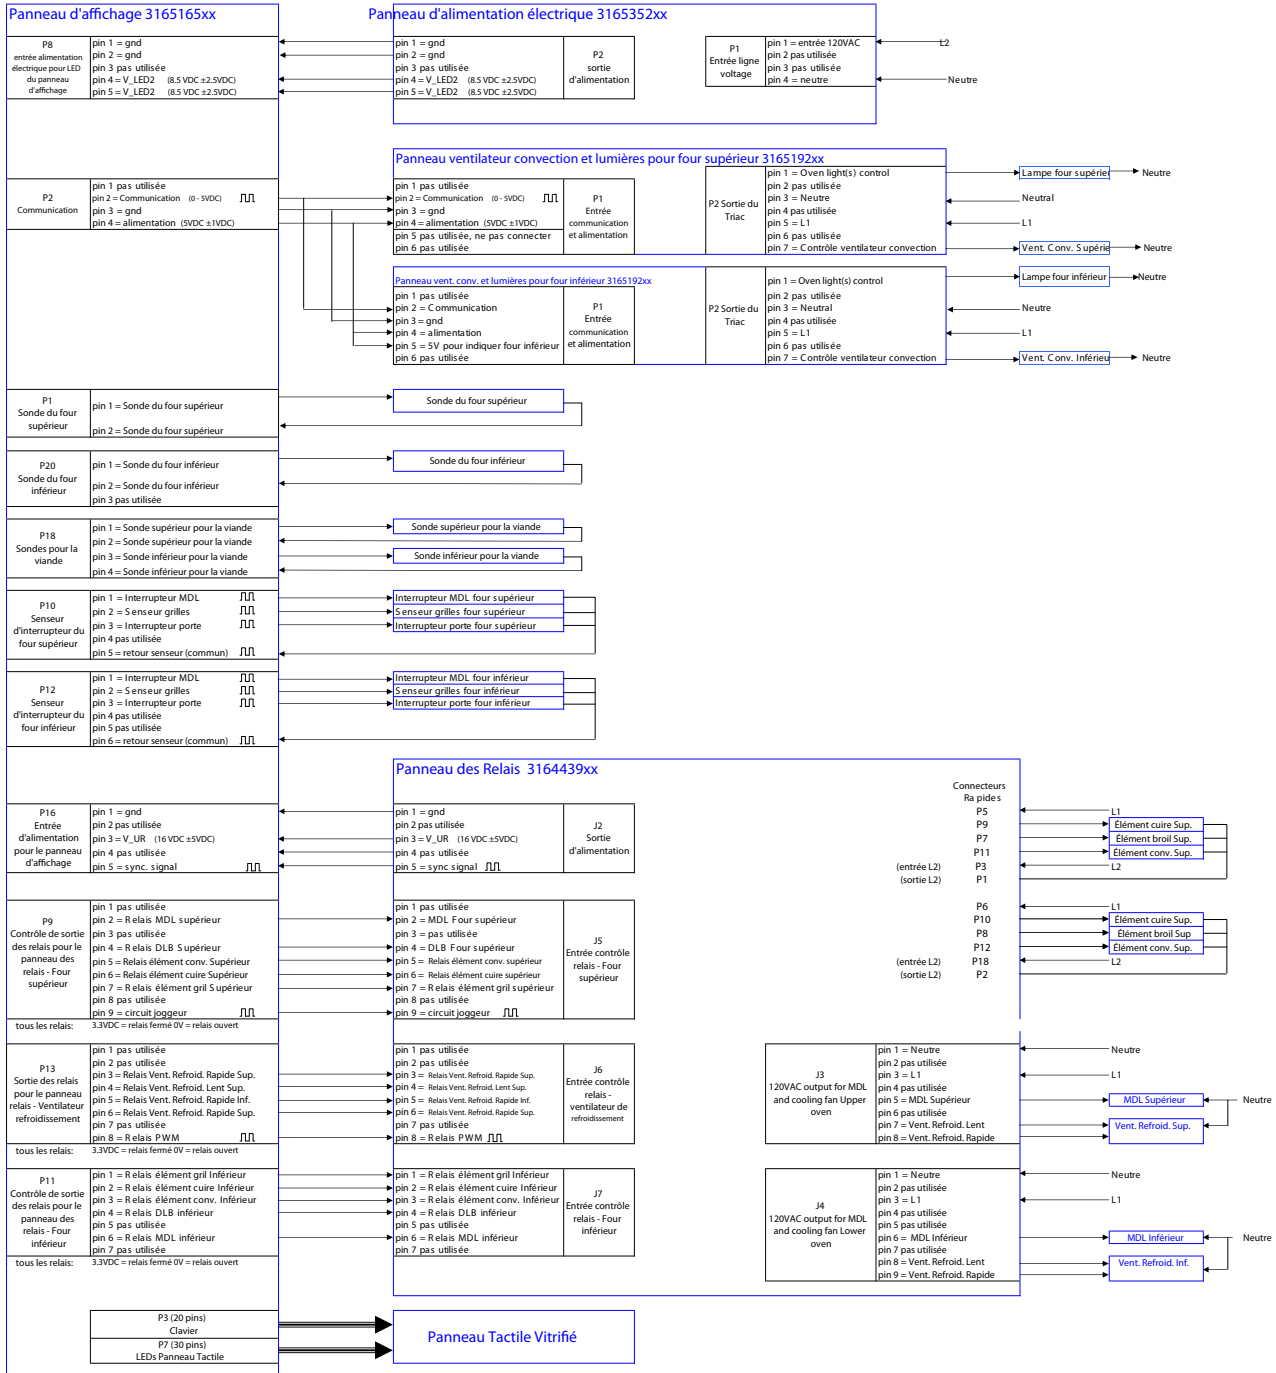 Panneau d'affichage 3165165xx
Panneau d'alimentation électrique 3165352xx
P8
entrée alimentation
électrique pour LED
du panneau
d'affichage
pin 1 = gnd
pin 2 = gnd
pin 3 pas utilisée
pin 4 = V_LED2 (8.5 VDC ±2.5VDC)
pin 5 = V_LED2 (8.5 VDC ±2.5VDC)
pin 1 = gnd
pin 2 = gnd
pin 3 pas utilisée
pin 4 = V_LED2 (8.5 VDC ±2.5VDC)
pin 5 = V_LED2 (8.5 VDC ±2.5VDC)
P2
sortie
d'alimentation
P1
Entrée ligne
voltage
pin 1 = entrée 120VAC
pin 2 pas utilisée
pin 3 pas utilisée
pin 4 = neutre
L2
Neutre
Panneau ventilateur convection et lumières pour four supérieur 3165192xx
P2
Communication
pin 1 pas utilisée
pin 2 = Communication (0 - 5VDC)
pin 3 = gnd
pin 4 = alimentation (5VDC ±1VDC)
pin 1 pas utilisée
pin 2 = Communication (0 - 5VDC)
pin 3 = gnd
pin 4 = alimentation (5VDC ±1VDC)
pin 5 pas utilisée, ne pas connecter
pin 6 pas utilisée
P1
Entrée
communication
et alimentation
P2 Sortie du
Triac
pin 1 = Oven light(s) control
pin 2 pas utilisée
pin 3 = Neutre
pin 4 pas utilisée
pin 5 = L1
pin 6 pas utilisée
pin 7 = Contrôle ventilateur convection
Lampe four supérie
Neutre
Neutral
L1
Vent. Conv. Supérie
Neutre
Panneau vent. conv. et lumières pour four inférieur 3165192xx
pin 1 pas utilisée
pin 2 = Communication
pin 3 = gnd
pin 4 = alimentation
pin 5 = 5V pour indiquer four inférieur
pin 6 pas utilisée
P1
Entrée
communication
et alimentation
P2 Sortie du
Triac
pin 1 = Oven light(s) control
pin 2 pas utilisée
pin 3 = Neutral
pin 4 pas utilisée
pin 5 = L1
pin 6 pas utilisée
pin 7 = Contrôle ventilateur convection
Lampe four inférieur
Neutre
Neutre
L1
Vent. Conv. Inférieu
Neutre
P1
Sonde du four
supérieur
pin 1 = Sonde du four supérieur
pin 2 = Sonde du four supérieur
Sonde du four supérieur
P20
Sonde du four
inférieur
pin 1 = Sonde du four inférieur
pin 2 = Sonde du four inférieur
pin 3 pas utilisée
Sonde du four inférieur
P18
Sondes pour la
viande
pin 1 = Sonde supérieur pour la viande
pin 2 = Sonde supérieur pour la viande
pin 3 = Sonde inférieur pour la viande
pin 4 = Sonde inférieur pour la viande
Sonde supérieur pour la viande
Sonde inférieur pour la viande
P10
Senseur
d'interrupteur du
four supérieur
pin 1 = Interrupteur MDL
pin 2 = Senseur grilles
pin 3 = Interrupteur porte
pin 4 pas utilisée
pin 5 = retour senseur (commun)
Interrupteur MDL four supérieur
Senseur grilles four supérieur
Interrupteur porte four supérieur
P12
Senseur
d'interrupteur du
four inférieur
pin 1 = Interrupteur MDL
pin 2 = Senseur grilles
pin 3 = Interrupteur porte
pin 4 pas utilisée
pin 5 pas utilisée
pin 6 = retour senseur (commun)
Interrupteur MDL four inférieur
Senseur grilles four inférieur
Interrupteur porte four inférieur
Panneau des Relais 3164439xx
P16
Entrée
d'alimentation
pour le panneau
d'affichage
pin 1 = gnd
pin 2 pas utilisée
pin 3 = V_UR (16 VDC ±5VDC)
pin 4 pas utilisée
pin 5 = sync. signal
pin 1 = gnd
pin 2 pas utilisée
pin 3 = V_UR (16 VDC ±5VDC)
pin 4 pas utilisée
pin 5 = sync signal
J2
Sortie
d'alimentation
Connecteurs
Rapides
P5
P9
P7
P11
(entrée L2) P3
(sortie L2) P1
L1
Élément cuire Sup.
Élément broil Sup.
Élément conv. Sup.
L2
P6
P10
P8
P12
(entrée L2) P18
(sortie L2) P2
L1
Élément cuire Sup.
Élément broil Sup
Élément conv. Sup.
L2
P9
Contrôle de sortie
des relais pour le
panneau des
relais - Four
supérieur
pin 1 pas utilisée
pin 2 = Relais MDL supérieur
pin 3 pas utilisée
pin 4 = Relais DLB Supérieur
pin 5 = Relais élément conv. Supérieur
pin 6 = Relais élément cuire Supérieur
pin 7 = Relais élément gril Supérieur
pin 8 pas utilisée
pin 9 = circuit joggeur
pin 1 pas utilisée
pin 2 = MDL Four supérieur
pin 3 = pas utilisée
pin 4 = DLB Four supérieur
pin 5 = Relais élément conv. supérieur
pin 6 = Relais élément cuire supérieur
pin 7 = Relais élément gril supérieur
pin 8 pas utilisée
pin 9 = circuit joggeur
J5
Entrée contrôle
relais - Four
supérieur
tous les relais: 3.3VDC = relais fermé 0V = relais ouvert
P13
Sortie des relais
pour le panneau
relais - Ventilateur
refroidissement
pin 1 pas utilisée
pin 2 pas utilisée
pin 3 = Relais Vent. Refroid. Rapide Sup.
pin 4 = Relais Vent. Refroid. Lent Sup.
pin 5 = Relais Vent. Refroid. Rapide Inf.
pin 6 = Relais Vent. Refroid. Rapide Sup.
pin 7 pas utilisée
pin 8 = Relais PWM
pin 1 pas utilisée
pin 2 pas utilisée
pin 3 = Relais Vent. Refroid. Rapide Sup.
pin 4 = Relais Vent. Refroid. Lent Sup.
pin 5 = Relais Vent. Refroid. Rapide Inf.
pin 6 = Relais Vent. Refroid. Rapide Sup.
pin 7 pas utilisée
pin 8 = Relais PWM
J6
Entrée contrôle
relais -
ventilateur de
refroidissement
J3
120VAC output for MDL
and cooling fan Upper
oven
pin 1 = Neutre
pin 2 pas utilisée
pin 3 = L1
pin 4 pas utilisée
pin 5 = MDL Supérieur
pin 6 pas utilisée
pin 7 = Vent. Refroid. Lent
pin 8 = Vent. Refroid. Rapide
Neutre
L1
MDL Supérieur
Neutre
Vent. Refroid. Sup.
tous les relais: 3.3VDC = relais fermé 0V = relais ouvert
P11
Contrôle de sortie
des relais pour le
panneau des
relais - Four
inférieur
pin 1 = Relais élément gril Inférieur
pin 2 = Relais élément cuire Inférieur
pin 3 = Relais élément conv. Inférieur
pin 4 = Relais DLB inférieur
pin 5 pas utilisée
pin 6 = Relais MDL inférieur
pin 7 pas utilisée
pin 1 = Relais élément gril Inférieur
pin 2 = Relais élément cuire Inférieur
pin 3 = Relais élément conv. Inférieur
pin 4 = Relais DLB inférieur
pin 5 pas utilisée
pin 6 = Relais MDL inférieur
pin 7 pas utilisée
J7
Entrée contrôle
relais - Four
inférieur
J4
120VAC output for MDL
and cooling fan Lower
oven
pin 1 = Neutre
pin 2 pas utilisée
pin 3 = L1
pin 4 pas utilisée
pin 5 pas utilisée
pin 6 = MDL Inférieur
pin 7 pas utilisée
pin 8 = Vent. Refroid. Lent
pin 9 = Vent. Refroid. Rapide
Neutre
L1
MDL Inférieur
Neutre
Vent. Refroid. Inf.
tous les relais: 3.3VDC = relais fermé 0V = relais ouvert
P3 (20 pins)
Clavier
P7 (30 pins)
LEDs Panneau Tactile
Panneau Tactile Vitrifié